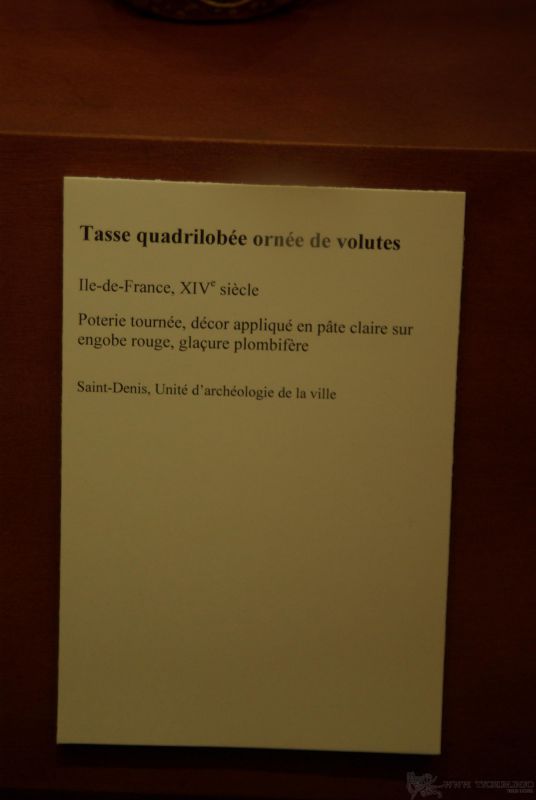 Tasse quadrilobée ornée de volutes
Ile-de-France, XIVe siècle
Poterie tournée, décor appliqué en pâte claire sur
engobe rouge, glaçure plombifère
Saint-Denis, Unité d'archéologie de la ville